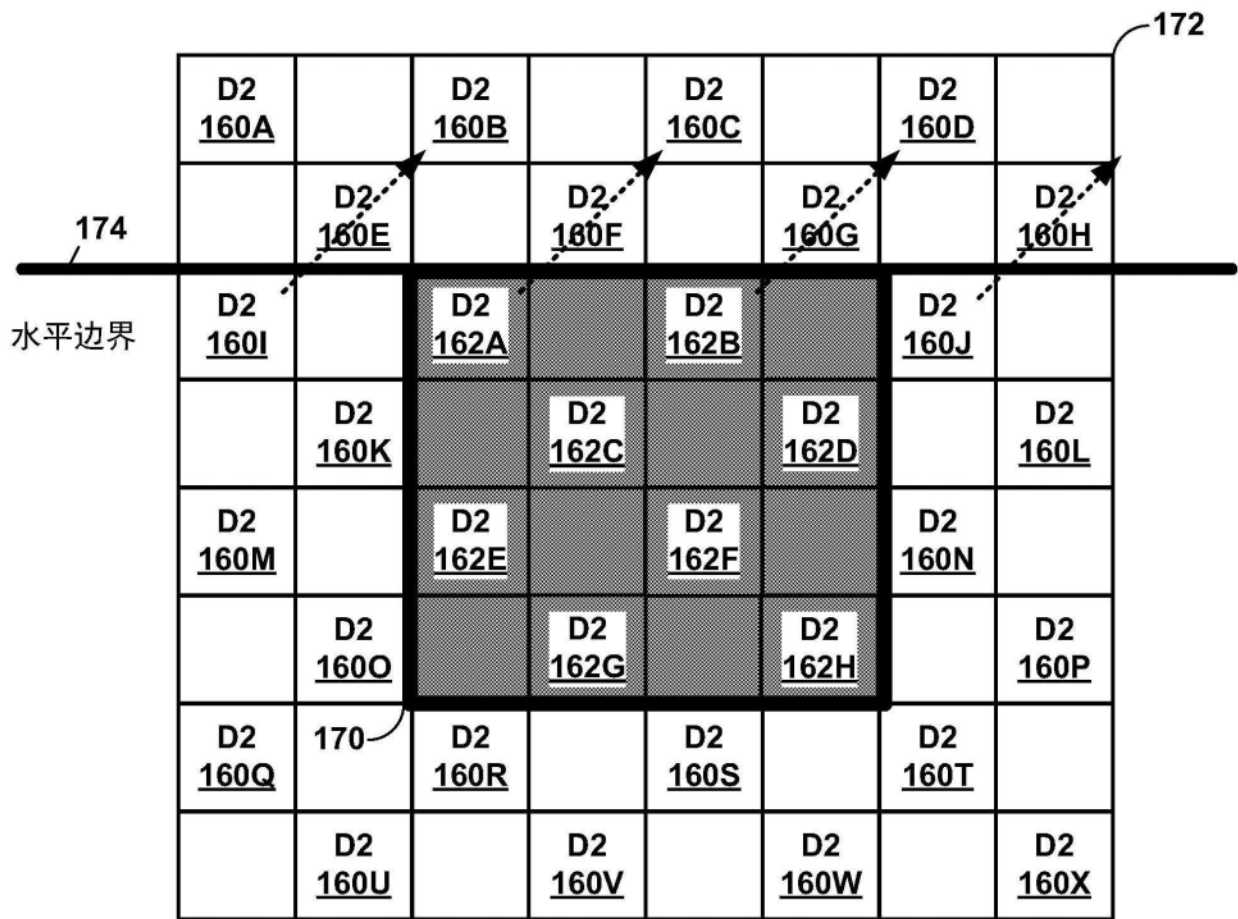 172
D2 D2 D2 D2
160A 160B 160C 160D
D2 D2 D2 D2
160E 160F 160G 160H
174
D2 D2 D2 D2
160I 162A 162B 160J
水平边界
D2 D2 D2 D2
160K 162C 162D 160L
D2 D2 D2 D2
160M 162E 162F 160N
D2 D2 D2 D2
160O 162G 162H 160P
170
D2 D2 D2 D2
160Q 160R 160S 160T
D2 D2 D2 D2
160U 160V 160W 160X